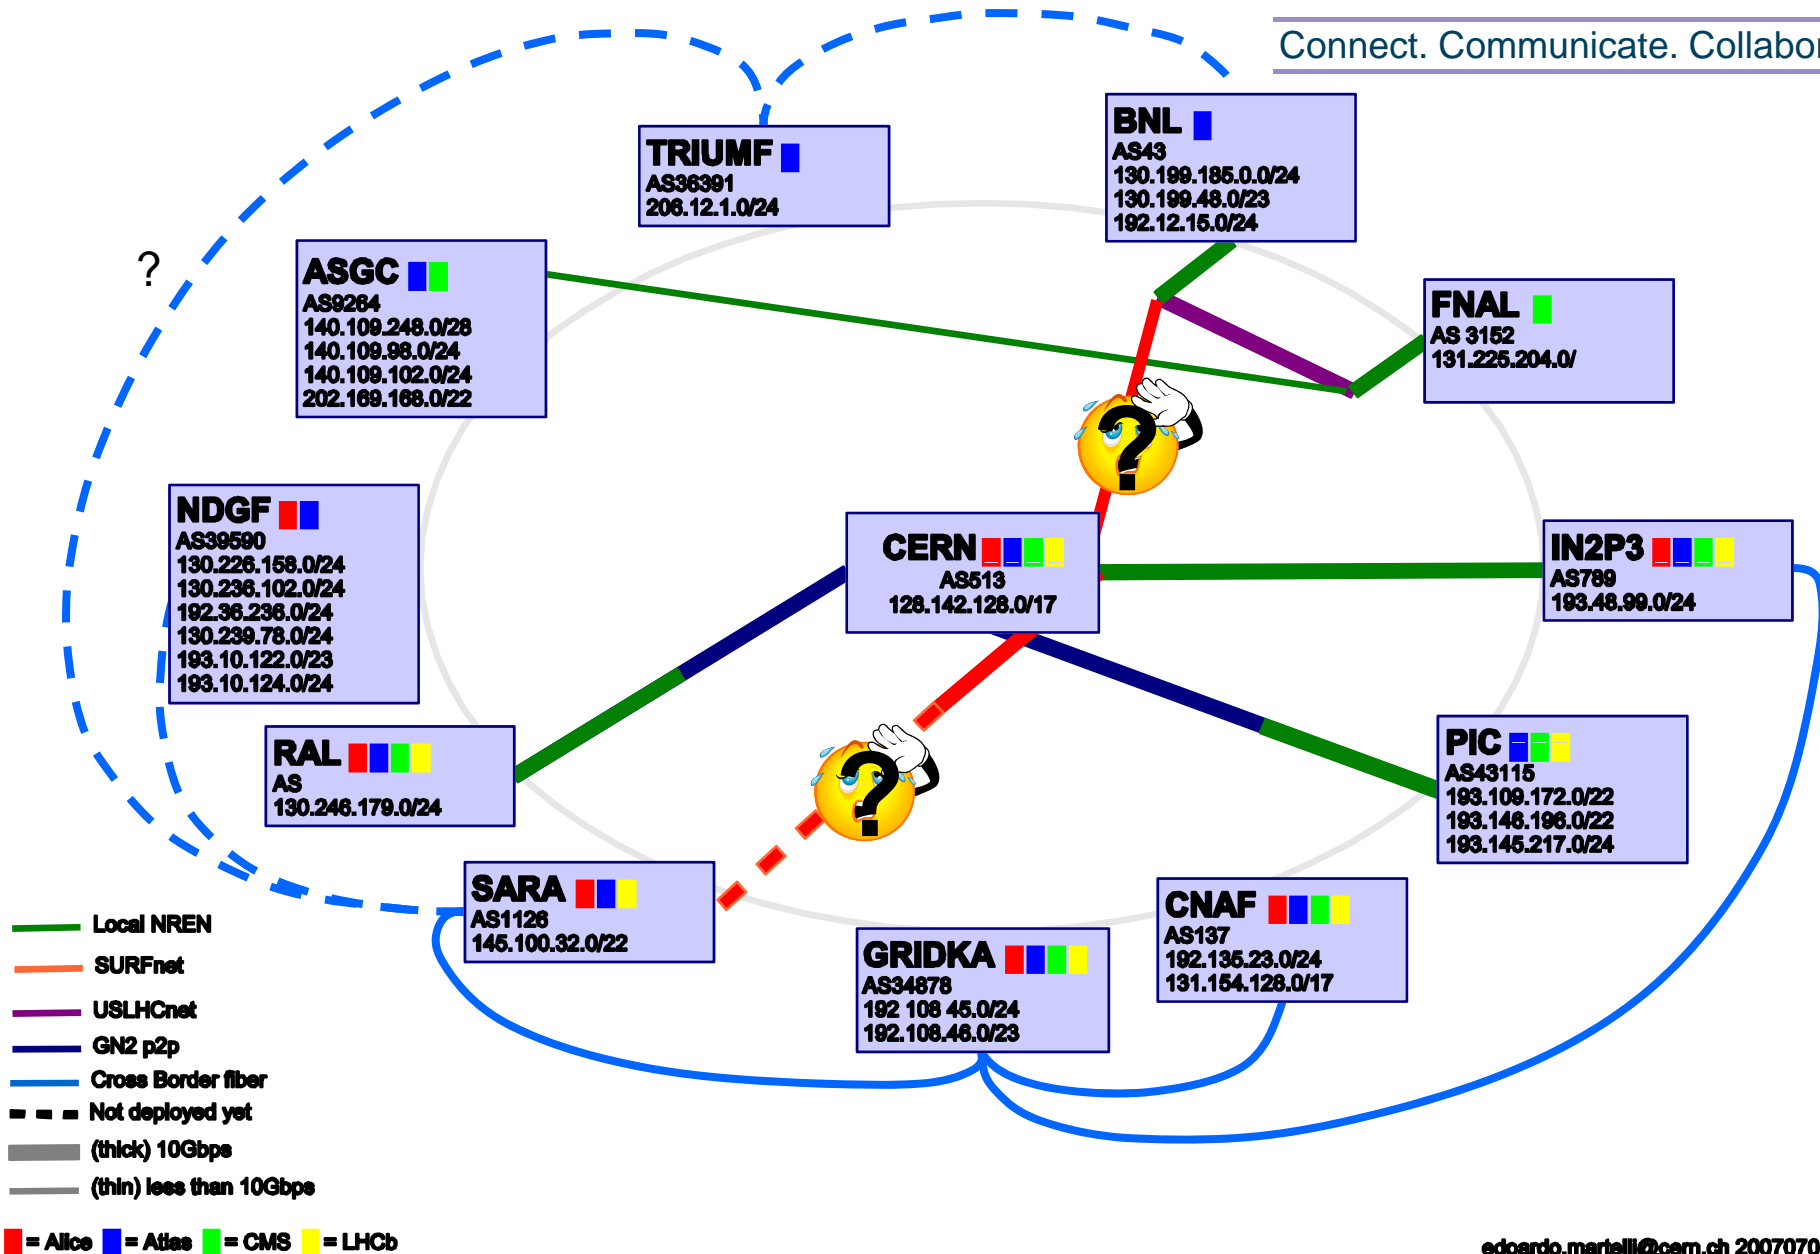 Connect. Communicate. Collabor
TRIUMF
AS36391
206.12.1.0/24
BNL
AS43
130.199.185.0.0/24
130.199.48.0/23
192.12.15.0/24
?
ASGC
AS9264
140.109.248.0/28
140.109.98.0/24
140.109.102.0/24
202.169.168.0/22
FNAL
AS 3152
131.225.204.0/
?
NDGF
AS39590
130.226.158.0/24
130.236.102.0/24
192.36.236.0/24
130.239.78.0/24
193.10.122.0/23
193.10.124.0/24
CERN
AS513
128.142.128.0/17
IN2P3
AS789
193.48.99.0/24
RAL
AS
130.246.179.0/24
?
PIC
AS43115
193.109.172.0/22
193.146.196.0/22
193.145.217.0/24
SARA
AS1126
145.100.32.0/22
GRIDKA
AS34878
192 108 45.0/24
192.108.46.0/23
CNAF
AS137
192.135.23.0/24
131.154.128.0/17
Local NREN
SURFnet
USLHCnet
GN2 p2p
Cross Border fiber
Not deployed yet
(thick) 10Gbps
(thin) less than 10Gbps
= Alice = Atlas = CMS = LHCb
edoardo.martelli@cern.ch 2007070